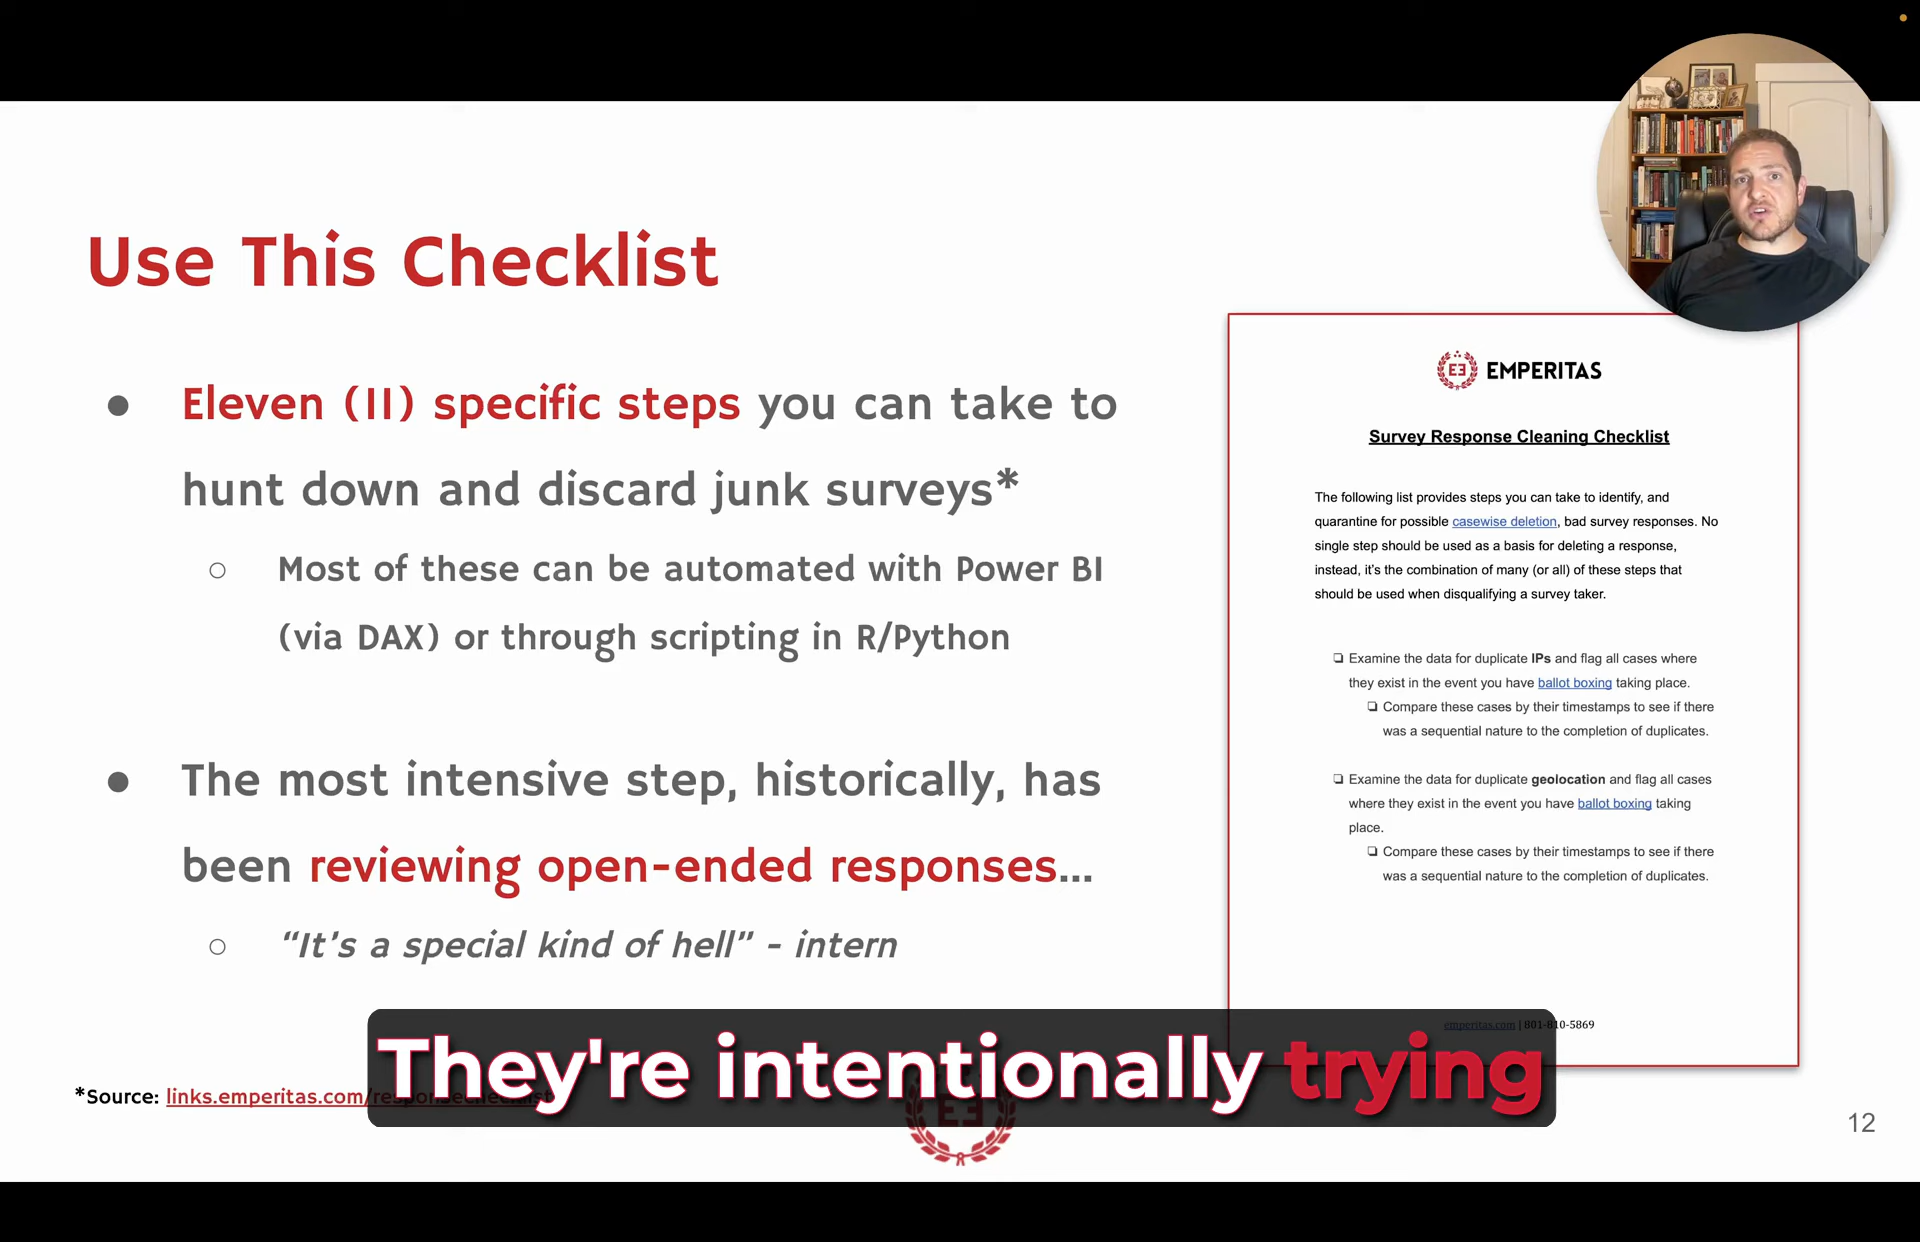 Use This Checklist
● Eleven (11) specific steps you can take to
hunt down and discard junk surveys*
○ Most of these can be automated with Power BI
(via DAX) or through scripting in R/Python
● The most intensive step, historically, has
been reviewing open-ended responses...
○ “It’s a special kind of hell” - intern
EMPERITAS
Survey Response Cleaning Checklist
The following list provides steps you can take to identify, and
quarantine for possible casewise deletion, bad survey responses. No
single step should be used as a basis for deleting a response,
instead, it's the combination of many (or all) of these steps that
should be used when disqualifying a survey taker.
❏ Examine the data for duplicate IPs and flag all cases where
they exist in the event you have ballot boxing taking place.
❏ Compare these cases by their timestamps to see if there
was a sequential nature to the completion of duplicates.
❏ Examine the data for duplicate geolocation and flag all cases
where they exist in the event you have ballot boxing taking
place.
❏ Compare these cases by their timestamps to see if there
was a sequential nature to the completion of duplicates.
emperitas.com | 801-810-5869
They're intentionally trying
*Source: links.emperitas.com/responsechecklist
12